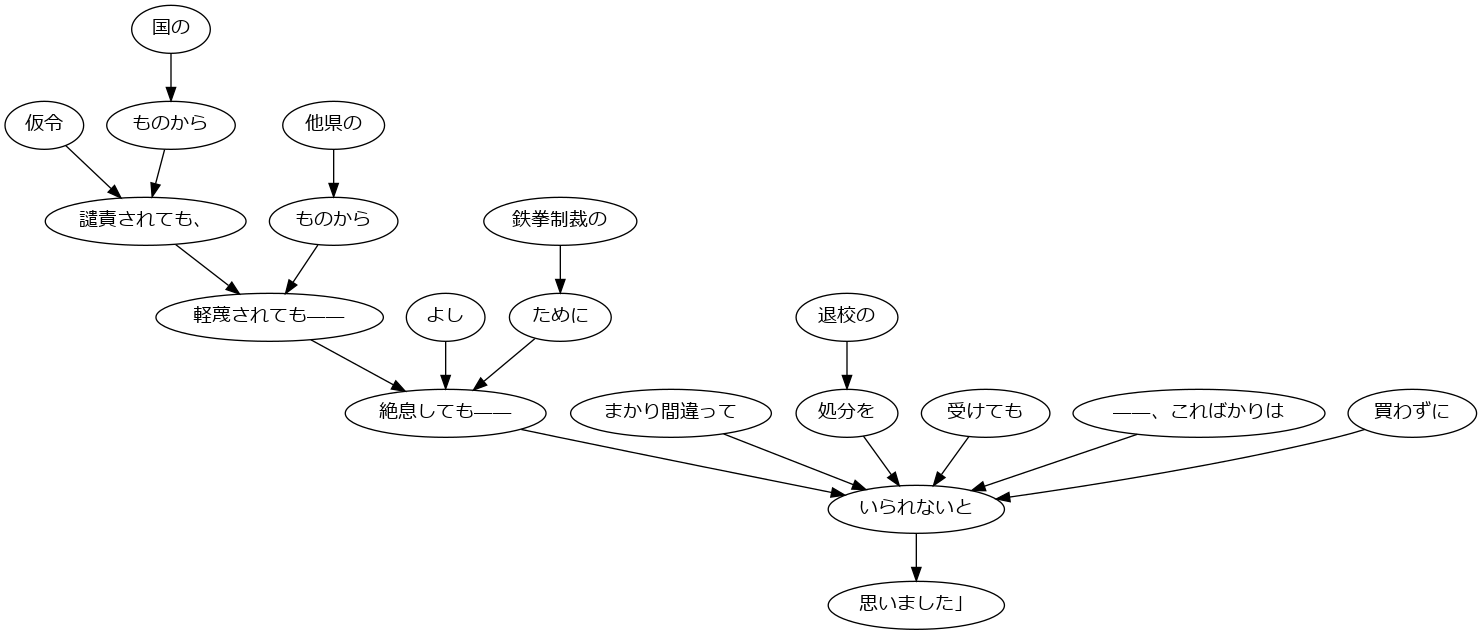 国の
仮令
ものから
他県の
譴責されても、
ものから
鉄拳制裁の
軽蔑されても――
よし
ために
退校の
絶息しても――
まかり間違って
処分を
受けても
――、こればかりは
買わずに
いられないと
思いました」